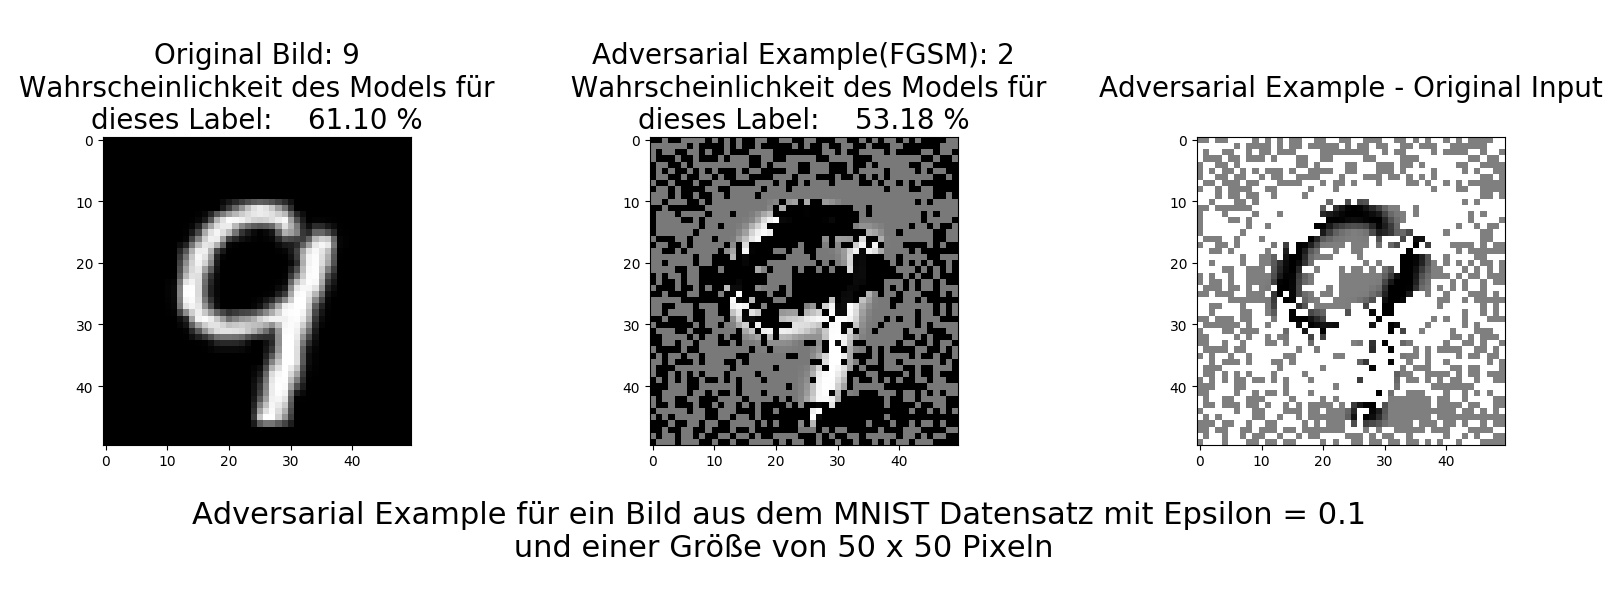 Original Bild: 9
Wahrscheinlichkeit des Models für
dieses Label: 61.10 %
Adversarial Example(FGSM): 2
Wahrscheinlichkeit des Models für
dieses Label: 53.18 %
Adversarial Example - Original Input
0
10
20
30
40
0 10 20 30 40
0
10
20
30
40
0 10 20 30 40
0
10
20
30
40
0 10 20 30 40
9
Adversarial Example für ein Bild aus dem MNIST Datensatz mit Epsilon = 0.1
und einer Größe von 50 x 50 Pixeln